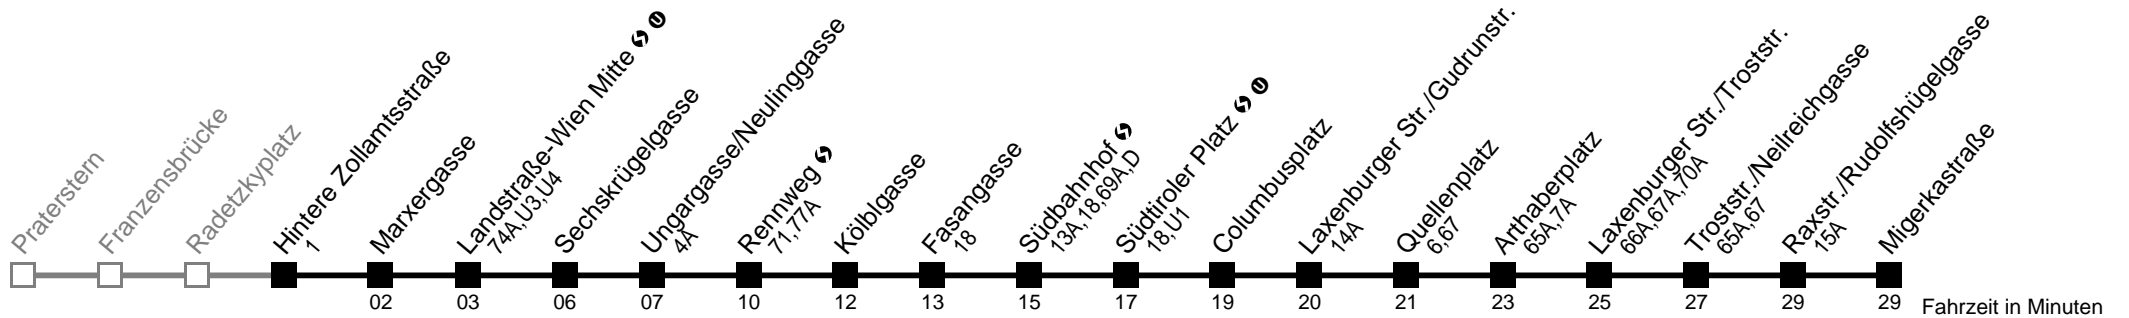 Praterstern
Franzensbrücke
Radetzkyplatz
Hintere Zollamtsstraße
1
Marxergasse
Landstraße-Wien Mitte S U
74A,U3,U4
Sechskrügelgasse
Ungargasse/Neulinggasse
4A
Rennweg S
71,77A
Kölblgasse
Fasangasse
18
Südbahnhof S
13A,18,69A,D
Südtiroler Platz S U
18,U1
Columbusplatz
Laxenburger Str./Gudrunstr.
14A
Quellenplatz
6,67
Arthaberplatz
65A,7A
Laxenburger Str./Troststr.
66A,67A,70A
Troststr./Neilreichgasse
65A,67
Raxstr./Rudolfshügelgasse
15A
Migerkastraße
02 03 06 07 10 12 13 15 17 19 20 21 23 25 27 29 29 Fahrzeit in Minuten